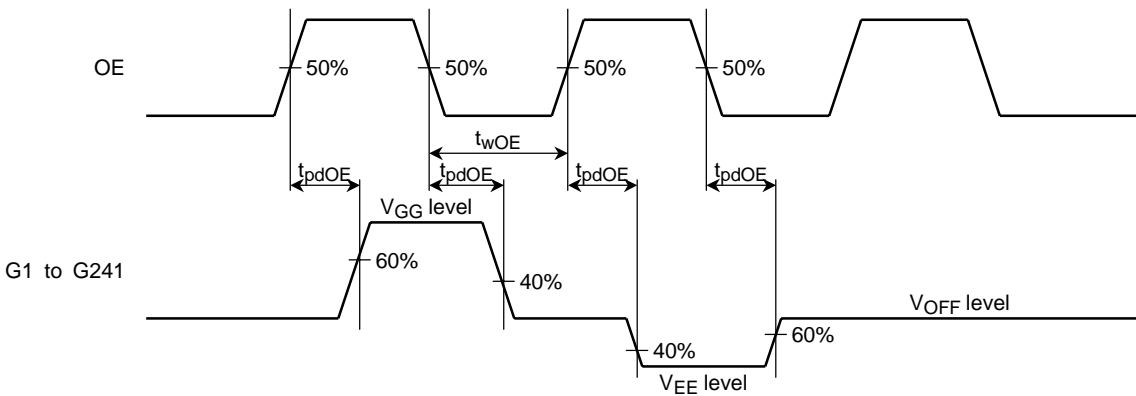 OE
50%
50%
50%
50%
twOE
tpdOE
tpdOE
tpdOE
tpdOE
VGG level
G1 to G241
60%
40%
VOFF level
40%
60%
VEE level